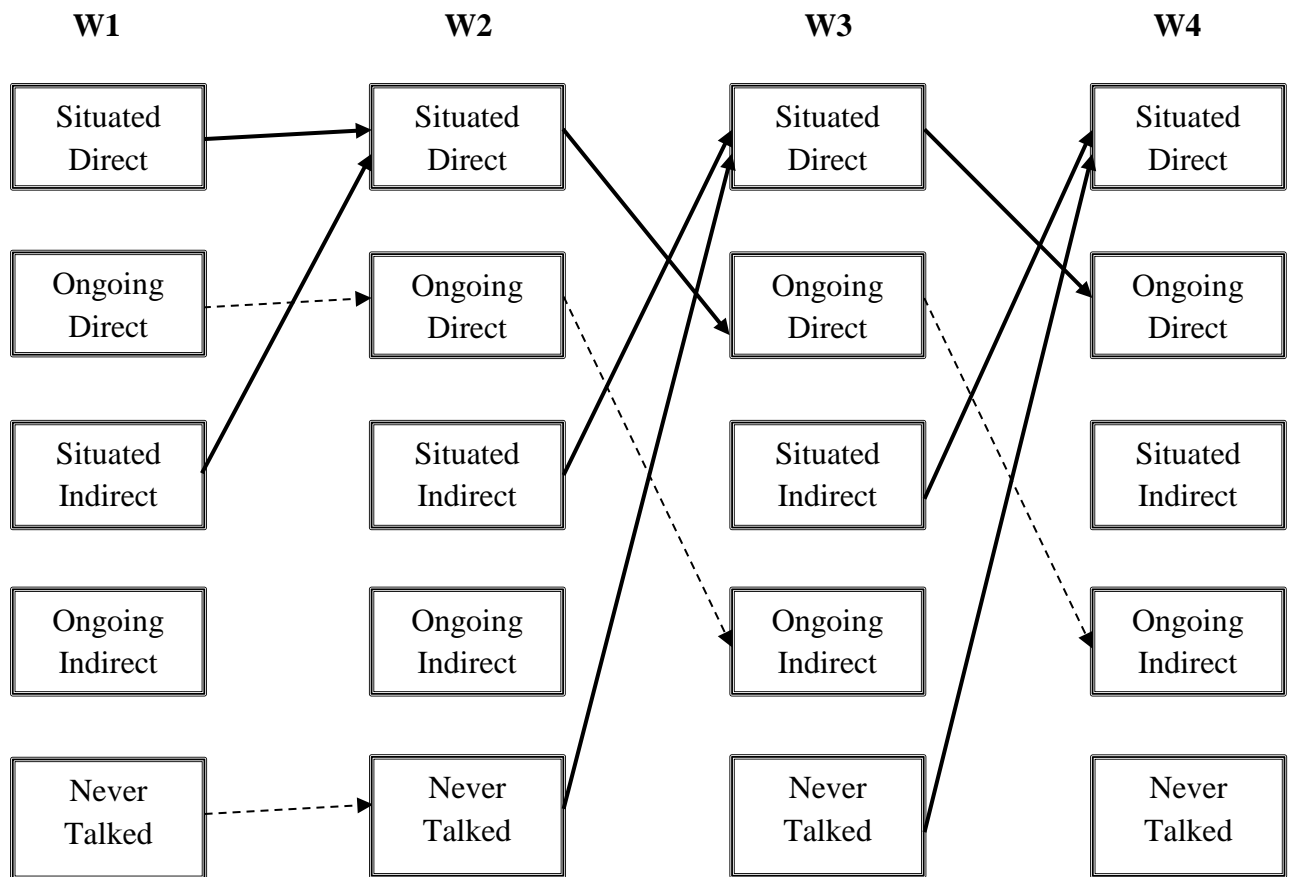 W1 W2 W3 W4
Situated Situated Situated Situated
Direct Direct Direct Direct
Ongoing Ongoing Ongoing Ongoing
Direct Direct Direct Direct
Situated Situated Situated Situated
Indirect Indirect Indirect Indirect
Ongoing Ongoing Ongoing Ongoing
Indirect Indirect Indirect Indirect
Never Never Never Never
Talked Talked Talked Talked